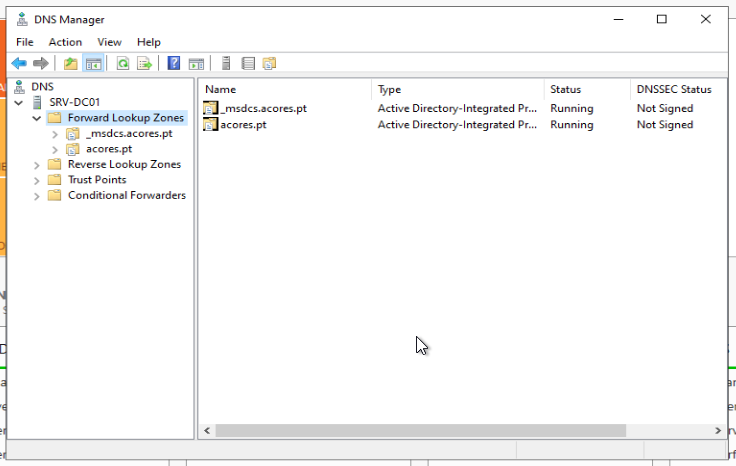 DNS Manager
File Action View Help
DNS
SRV-DC01
Forward Lookup Zones
_msdcs.acores.pt
acores.pt
Reverse Lookup Zones
Trust Points
Conditional Forwarders
Name Type Status DNSSEC Status
_msdcs.acores.pt Active Directory-Integrated Pr... Running Not Signed
acores.pt Active Directory-Integrated Pr... Running Not Signed